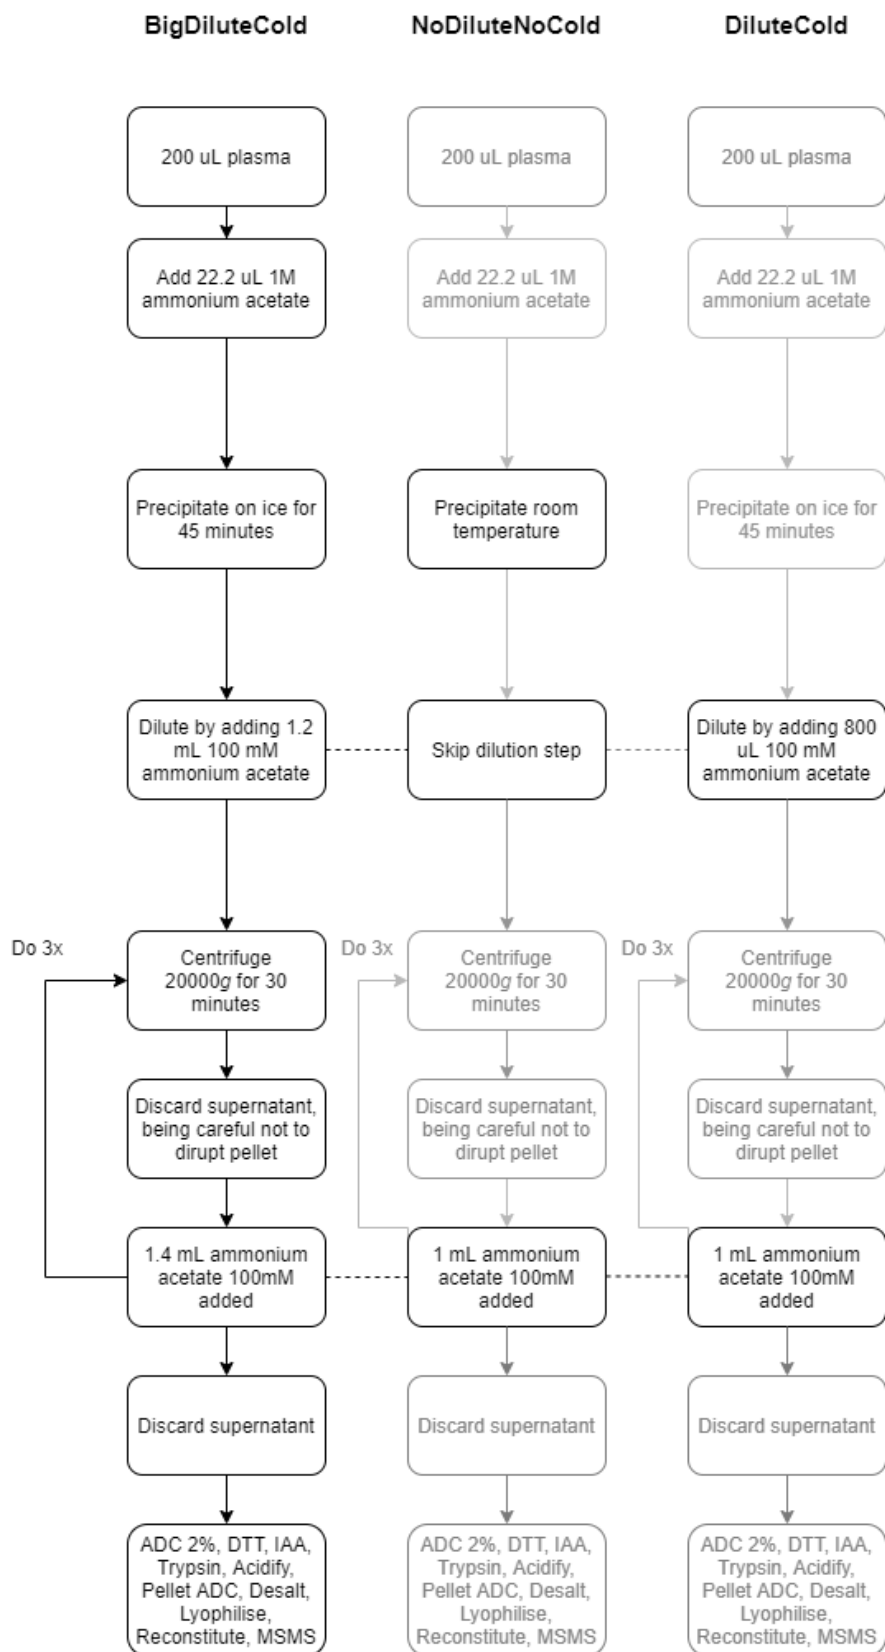 BigDiluteCold
NoDiluteNoCold
DiluteCold
200 uL plasma
200 uL plasma
200 uL plasma
Add 22.2 uL 1M
ammonium acetate
Add 22.2 uL 1M
ammonium acetate
Add 22.2 uL 1M
ammonium acetate
Precipitate on ice for
45 minutes
Precipitate room
temperature
Precipitate on ice for
45 minutes
Dilute by adding 1.2
mL 100 mM
ammonium acetate
Skip dilution step
Dilute by adding 800
uL 100 mM
ammonium acetate
Do 3x
Centrifuge
20000g for 30
minutes
Do 3x
Centrifuge
20000g for 30
minutes
Do 3x
Centrifuge
20000g for 30
minutes
Discard supernatant,
being careful not to
dirupt pellet
Discard supernatant,
being careful not to
dirupt pellet
Discard supernatant,
being careful not to
dirupt pellet
1.4 mL ammonium
acetate 100mM
added
1 mL ammonium
acetate 100mM
added
1 mL ammonium
acetate 100mM
added
Discard supernatant
Discard supernatant
Discard supernatant
ADC 2%, DTT, IAA,
Trypsin, Acidify,
Pellet ADC, Desalt,
Lyophilise,
Reconstitute, MSMS
ADC 2%, DTT, IAA,
Trypsin, Acidify,
Pellet ADC, Desalt,
Lyophilise,
Reconstitute, MSMS
ADC 2%, DTT, IAA,
Trypsin, Acidify,
Pellet ADC, Desalt,
Lyophilise,
Reconstitute, MSMS